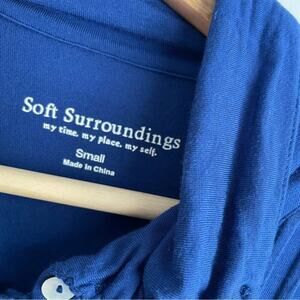 Soft Surroundings
my time. my place. my self.
Small
Made in China